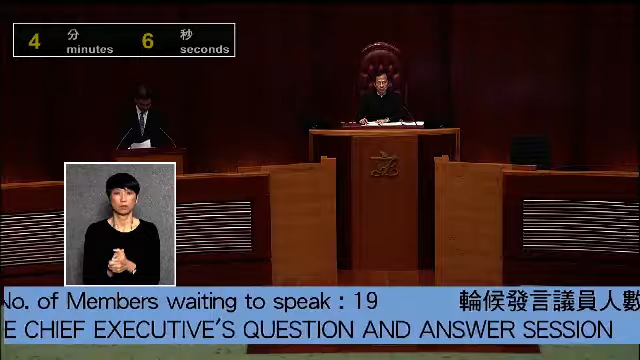 4 分 6 秒
minutes seconds
No. of Members waiting to speak : 19 輪候發言議員人數
E CHIEF EXECUTIVE'S QUESTION AND ANSWER SESSION